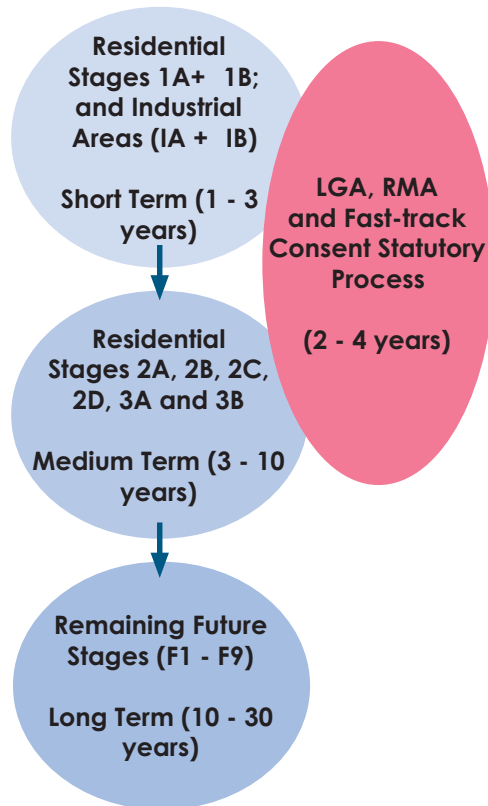 Residential
Stages 1A+ 1B;
and Industrial
Areas (IA + IB)
Short Term (1 - 3
years)
LGA, RMA
and Fast-track
Consent Statutory
Process
(2 - 4 years)
Residential
Stages 2A, 2B, 2C,
2D, 3A and 3B
Medium Term (3 - 10
years)
Remaining Future
Stages (F1 - F9)
Long Term (10 - 30
years)